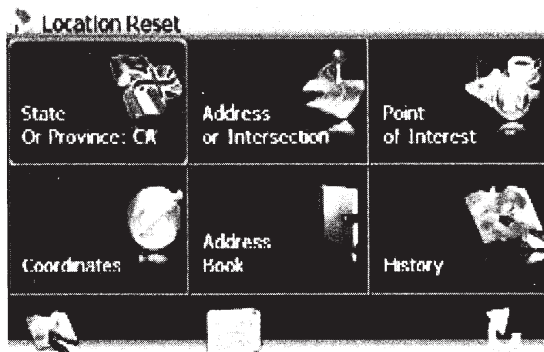 Location Reset
State
Or Province: CA
Address
or Intersection
Point
of Interest
Coordinates
Address
Book
History